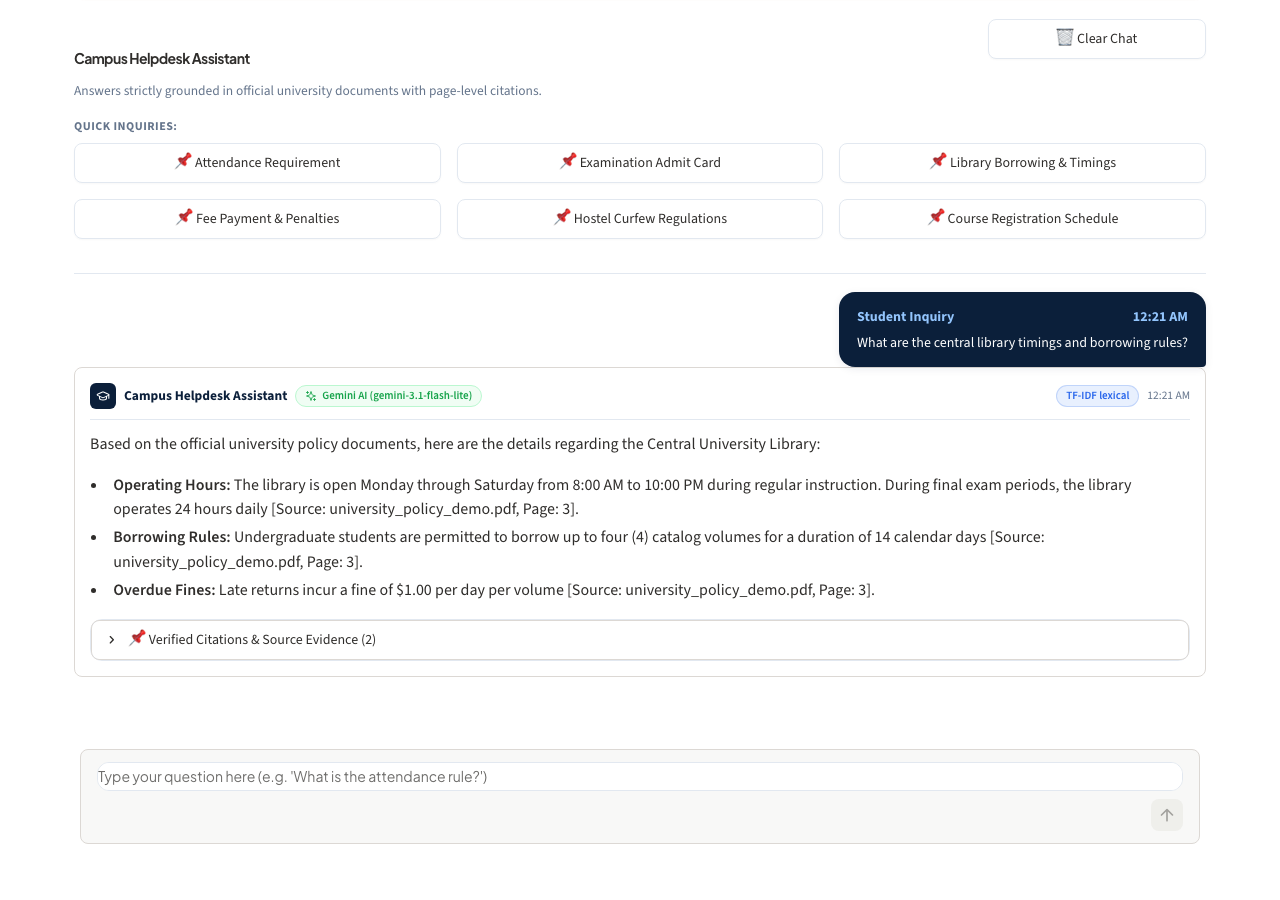 Clear Chat
Campus Helpdesk Assistant
Answers strictly grounded in official university documents with page-level citations.
QUICK INQUIRIES:
Attendance Requirement
Examination Admit Card
Library Borrowing & Timings
Fee Payment & Penalties
Hostel Curfew Regulations
Course Registration Schedule
Student Inquiry 12:21 AM
What are the central library timings and borrowing rules?
Campus Helpdesk Assistant Gemini AI (gemini-3.1-flash-lite) TF-IDF lexical 12:21 AM
Based on the official university policy documents, here are the details regarding the Central University Library:
• Operating Hours: The library is open Monday through Saturday from 8:00 AM to 10:00 PM during regular instruction. During final exam periods, the library
operates 24 hours daily [Source: university_policy_demo.pdf, Page: 3].
• Borrowing Rules: Undergraduate students are permitted to borrow up to four (4) catalog volumes for a duration of 14 calendar days [Source:
university_policy_demo.pdf, Page: 3].
• Overdue Fines: Late returns incur a fine of $1.00 per day per volume [Source: university_policy_demo.pdf, Page: 3].
Verified Citations & Source Evidence (2)
Type your question here (e.g. 'What is the attendance rule?')